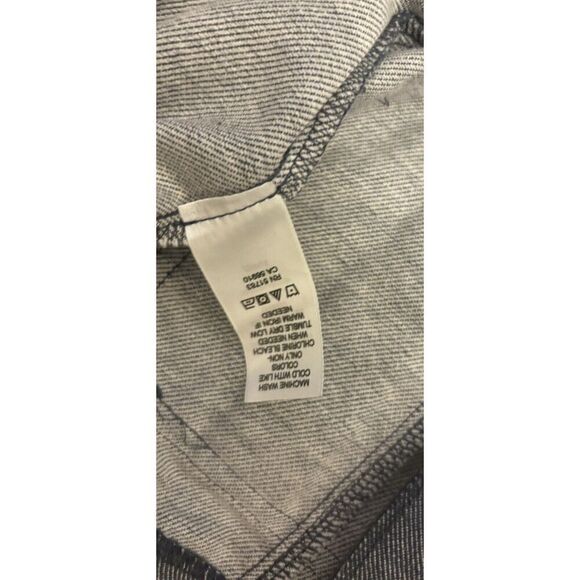 MACHINE WASH
COLD WITH LIKE
COLORS
ONLY NON-
CHLORINE BLEACH
WHEN NEEDED
TUMBLE DRY LOW
WARM IRON IF
NEEDED
RN 51783
CA 56910